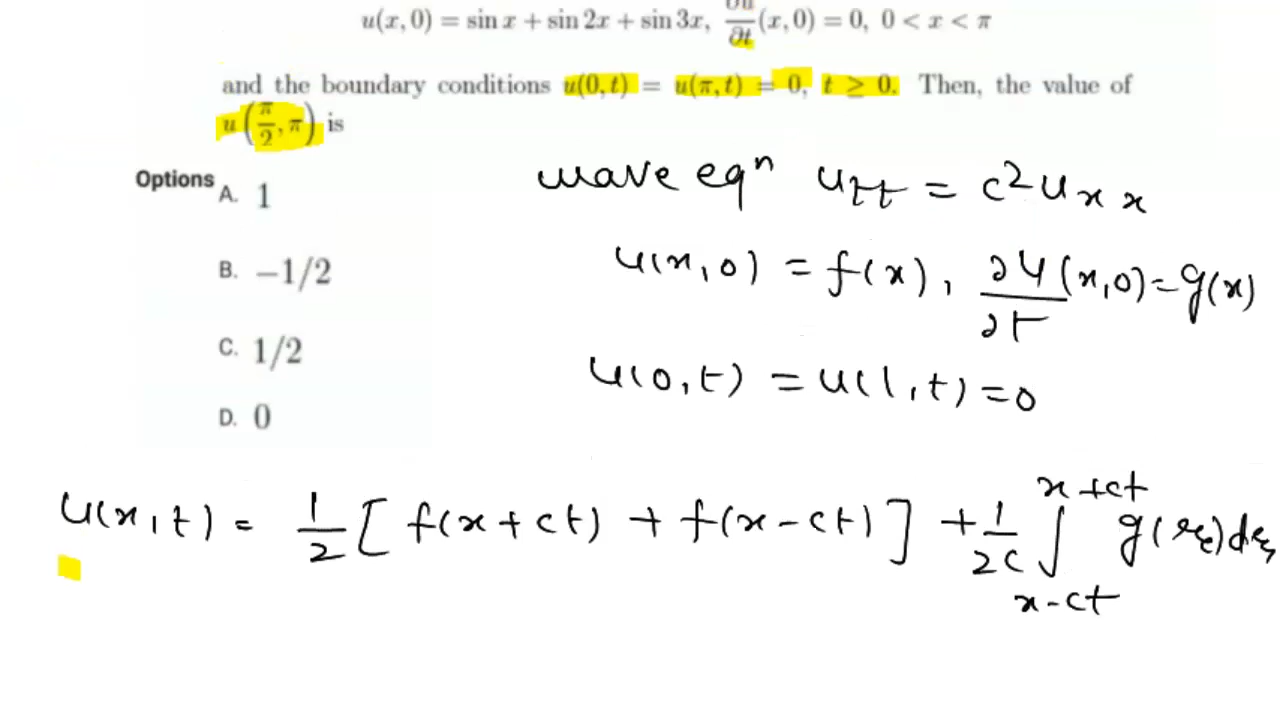 u(x, 0) = sin x + sin 2x + sin 3x, ∂u/∂t (x, 0) = 0, 0 < x < π
and the boundary conditions u(0, t) = u(π, t) = 0, t ≥ 0. Then, the value of
u(π/2, π) is
Options
A. 1
B. −1/2
C. 1/2
D. 0
wave eqⁿ u_tt = c² u_xx
u(x,0) = f(x), ∂u/∂t (x,0) = g(x)
u(0,t) = u(l,t) = 0
u(x,t) = 1/2 [f(x+ct) + f(x-ct)] + 1/2c ∫_{x-ct}^{x+ct} g(ξ)dξ